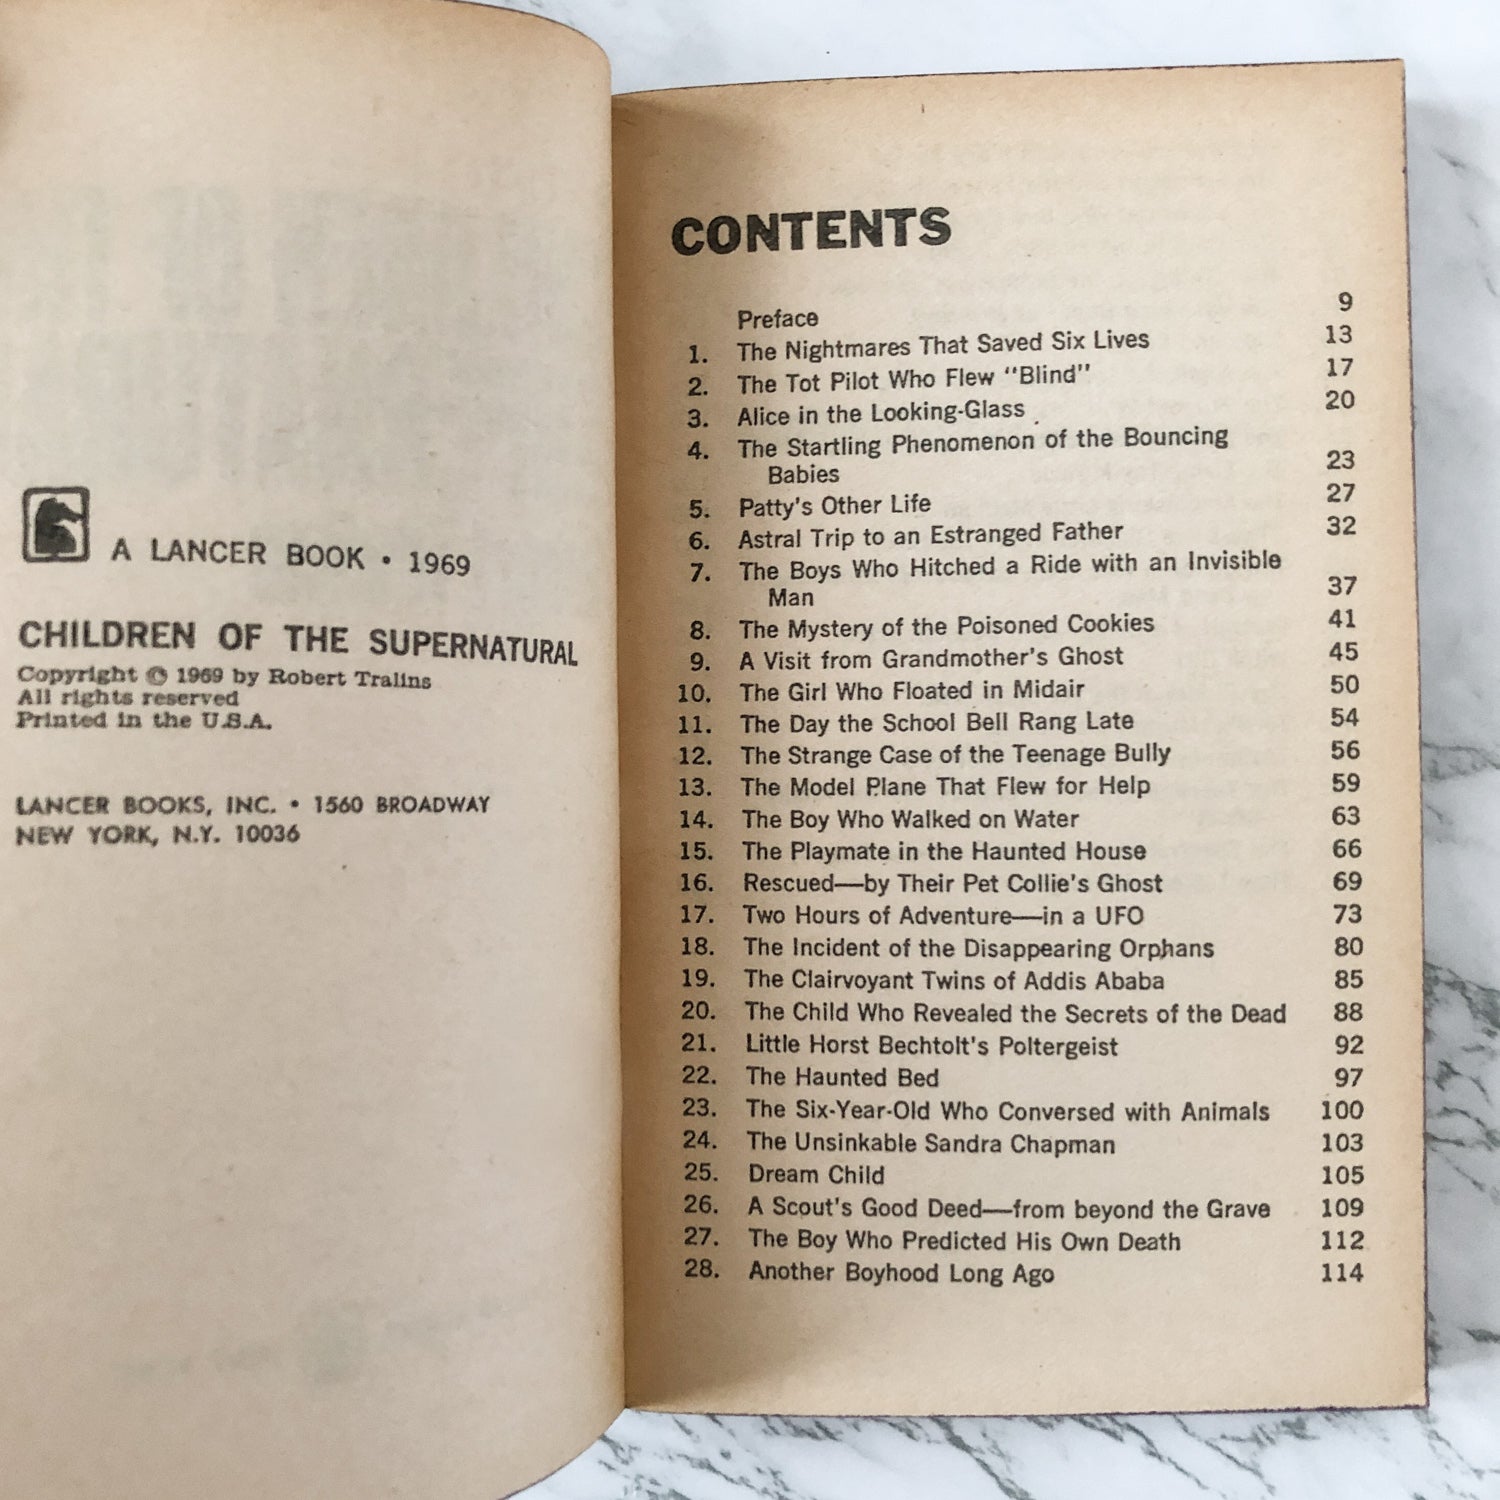 A LANCER BOOK • 1969
CHILDREN OF THE SUPERNATURAL
Copyright © 1969 by Robert Tralins
All rights reserved
Printed in the U.S.A.
LANCER BOOKS, INC. • 1560 BROADWAY
NEW YORK, N.Y. 10036
CONTENTS
Preface 9
1. The Nightmares That Saved Six Lives 13
2. The Tot Pilot Who Flew "Blind" 17
3. Alice in the Looking-Glass 20
4. The Startling Phenomenon of the Bouncing
Babies 23
5. Patty's Other Life 27
6. Astral Trip to an Estranged Father 32
7. The Boys Who Hitched a Ride with an Invisible
Man 37
8. The Mystery of the Poisoned Cookies 41
9. A Visit from Grandmother's Ghost 45
10. The Girl Who Floated in Midair 50
11. The Day the School Bell Rang Late 54
12. The Strange Case of the Teenage Bully 56
13. The Model Plane That Flew for Help 59
14. The Boy Who Walked on Water 63
15. The Playmate in the Haunted House 66
16. Rescued—by Their Pet Collie's Ghost 69
17. Two Hours of Adventure—in a UFO 73
18. The Incident of the Disappearing Orphans 80
19. The Clairvoyant Twins of Addis Ababa 85
20. The Child Who Revealed the Secrets of the Dead 88
21. Little Horst Bechtolt's Poltergeist 92
22. The Haunted Bed 97
23. The Six-Year-Old Who Conversed with Animals 100
24. The Unsinkable Sandra Chapman 103
25. Dream Child 105
26. A Scout's Good Deed—from beyond the Grave 109
27. The Boy Who Predicted His Own Death 112
28. Another Boyhood Long Ago 114